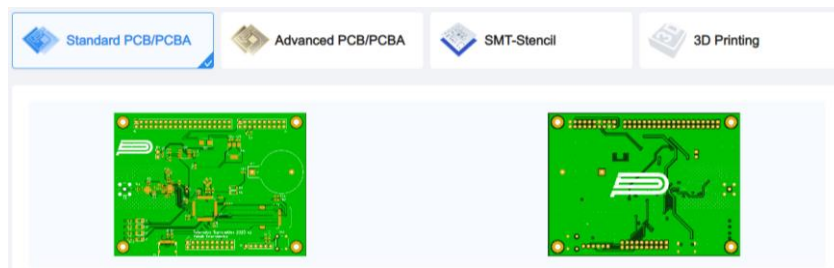 Standard PCB/PCBA
Advanced PCB/PCBA
SMT-Stencil
3D Printing